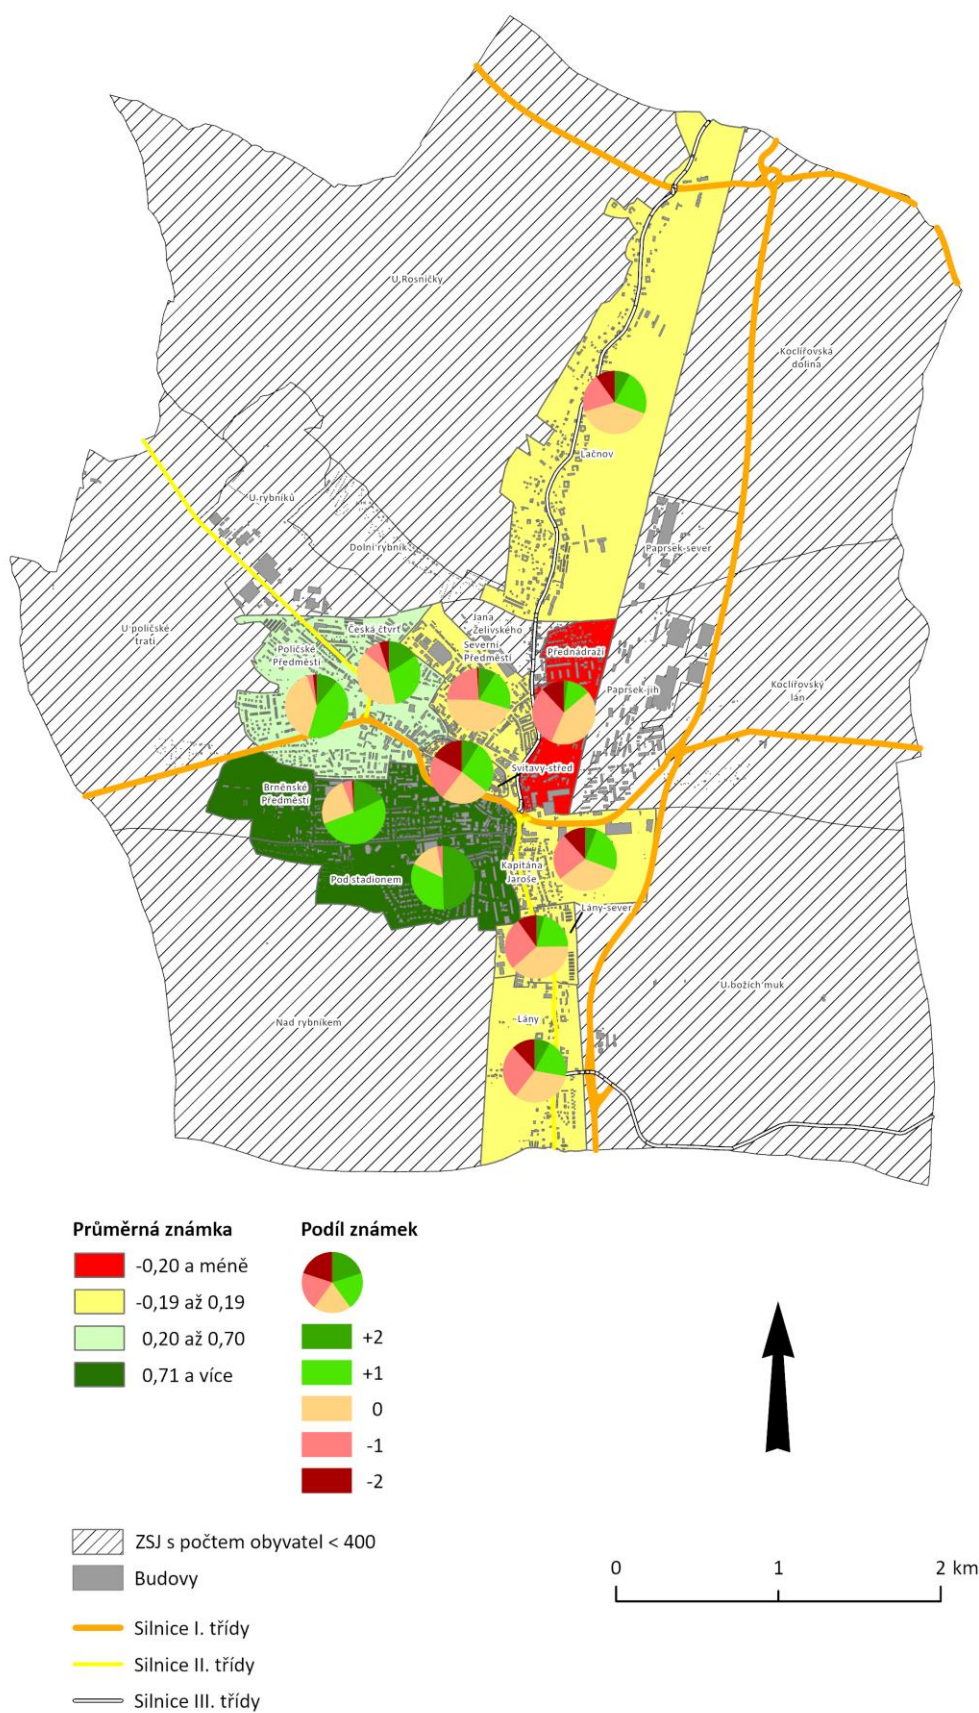 U Rosničky
Koclířovská
dolina
Lačnov
U rybníků
Dolní rybník
Paprsek-sever
Jana
Želivského
U poličské
trati
Česká čtvrť
Poličské
Předměstí
Severní
Předměstí
Přednádraží
Paprsek-jih
Koclířovský
lán
Svitavy-střed
Brněnské
Předměstí
Pod stadionem
Kapitána
Jaroše
Lány-sever
U božích muk
Nad rybníkem
Lány
Průměrná známka
-0,20 a méně
-0,19 až 0,19
0,20 až 0,70
0,71 a více
Podíl známek
+2
+1
0
-1
-2
ZSJ s počtem obyvatel < 400
Budovy
Silnice I. třídy
Silnice II. třídy
Silnice III. třídy
0 1 2 km